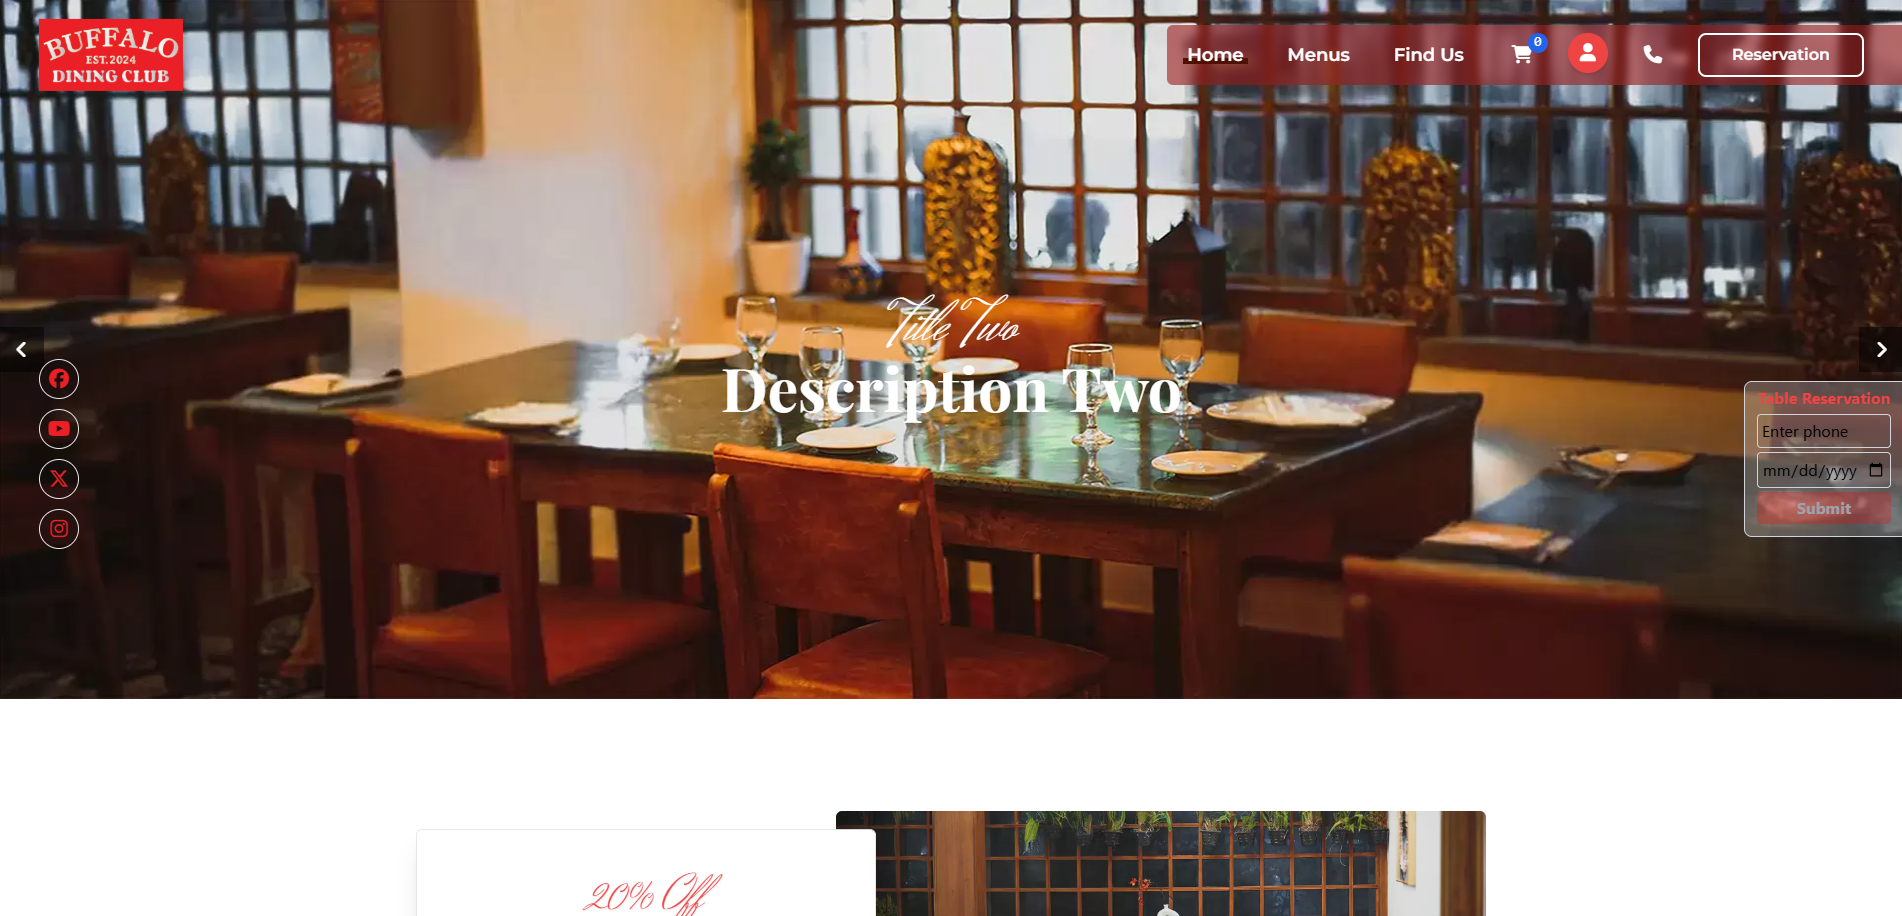 BUFFALO
EST.2024
DINING CLUB
Home
Menus
Find Us
0
Reservation
Title Two
Description Two
Table Reservation
Enter phone
mm/dd/yyyy
Submit
20% Off